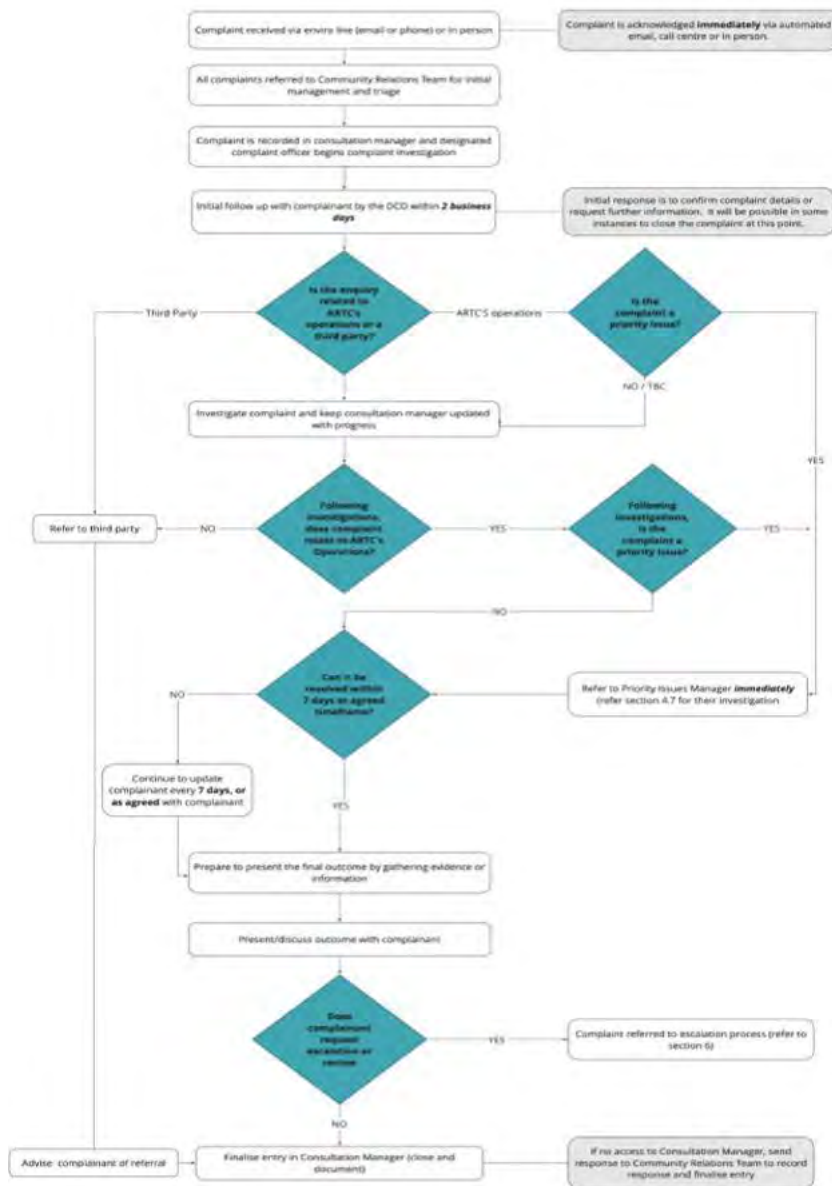 Complaint received via enviro line (email or phone) or in person
Complaint is acknowledged immediately via automated
email, call centre or in person.
All complaints referred to Community Relations Team for initial
management and triage
Complaint is recorded in consultation manager and designated
complaint officer begins complaint investigation
Initial follow up with complainant by the DCO within 2 business
days
Initial response is to confirm complaint details or
request further information. It will be possible in some
instances to close the complaint at this point.
Is the enquiry
related to
ARTC's
operations or a
third party?
Is the
complaint a
priority issue?
Third Party
ARTC'S operations
NO / TBC
Investigate complaint and keep consultation manager updated
with progress
YES
Following
investigations,
does complaint
relate to ARTC's
Operations?
Following
investigations,
is the
complaint a
priority issue?
Refer to third party
NO
YES
YES
NO
Can it be
resolved within
7 days or agreed
timeframe?
NO
Refer to Priority Issues Manager immediately
(refer section 4.7 for their investigation
Continue to update
complainant every 7 days, or
as agreed with complainant
YES
Prepare to present the final outcome by gathering evidence or
information
Present/discuss outcome with complainant
Does
complainant
request
escalation or
review
YES
Complaint referred to escalation process (refer to
section 6)
NO
Advise complainant of referral
Finalise entry in Consultation Manager (close and
document)
If no access to Consultation Manager, send
response to Community Relations Team to record
response and finalise entry